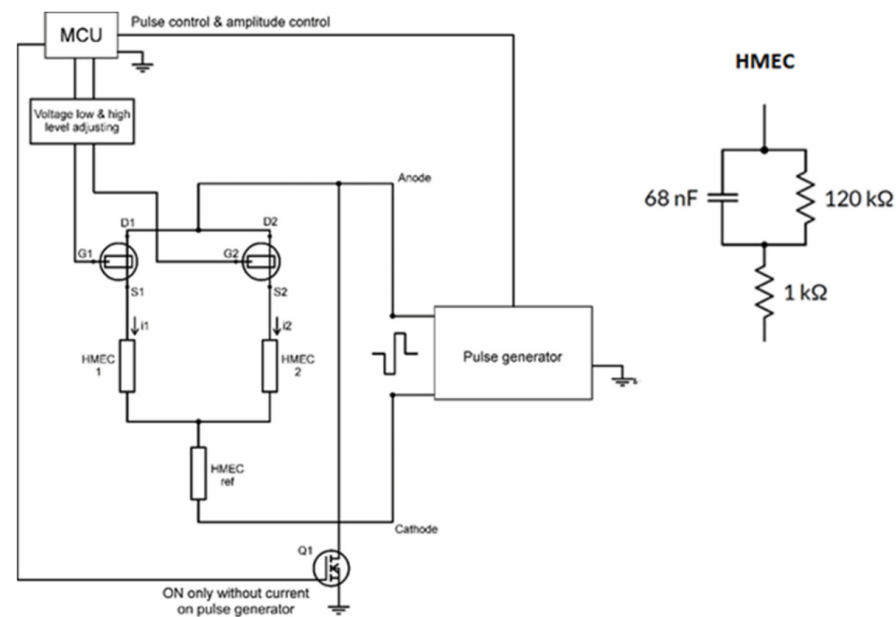 Pulse control & amplitude control
MCU
Voltage low & high
level adjusting
Anode
D1
D2
G1
G2
S1
S2
i1
i2
HMEC
1
HMEC
2
Pulse generator
HMEC
ref
Cathode
Q1
ON only without current
on pulse generator
HMEC
68 nF
120 kΩ
1 kΩ